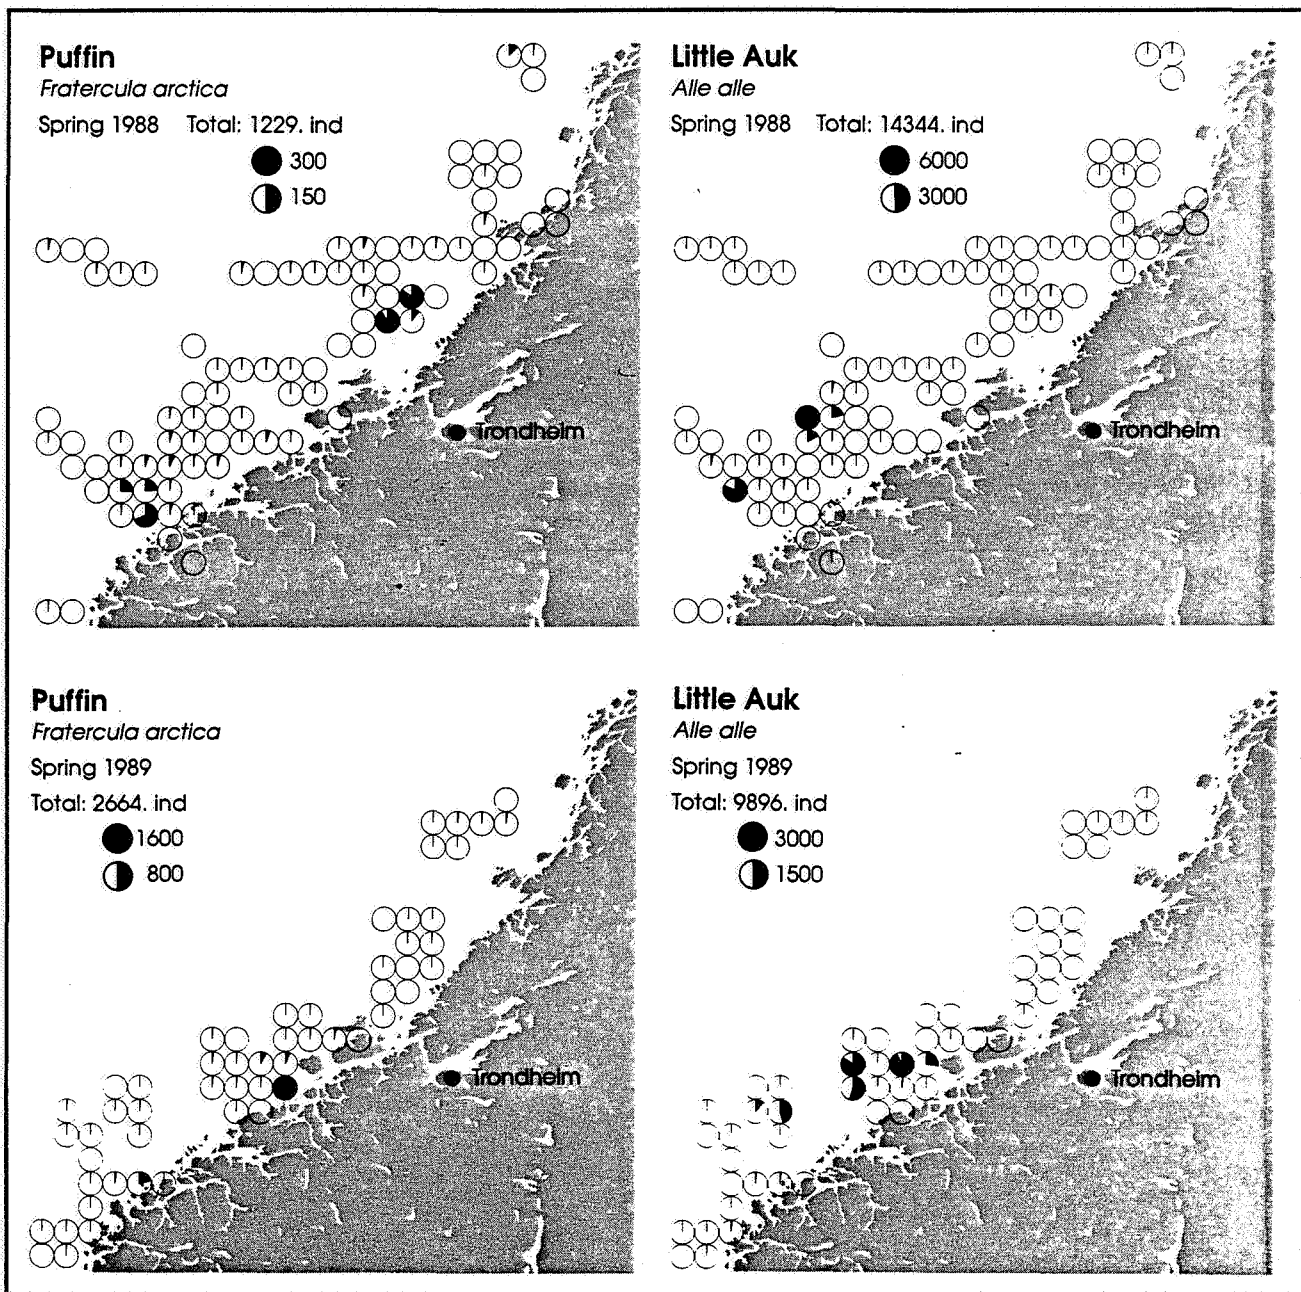 Puffin
Fratercula arctica
Spring 1988 Total: 1229. ind
300
150
Trondheim
Little Auk
Alle alle
Spring 1988 Total: 14344. ind
6000
3000
Trondheim
Puffin
Fratercula arctica
Spring 1989
Total: 2664. ind
1600
800
Trondheim
Little Auk
Alle alle
Spring 1989
Total: 9896. ind
3000
1500
Trondheim